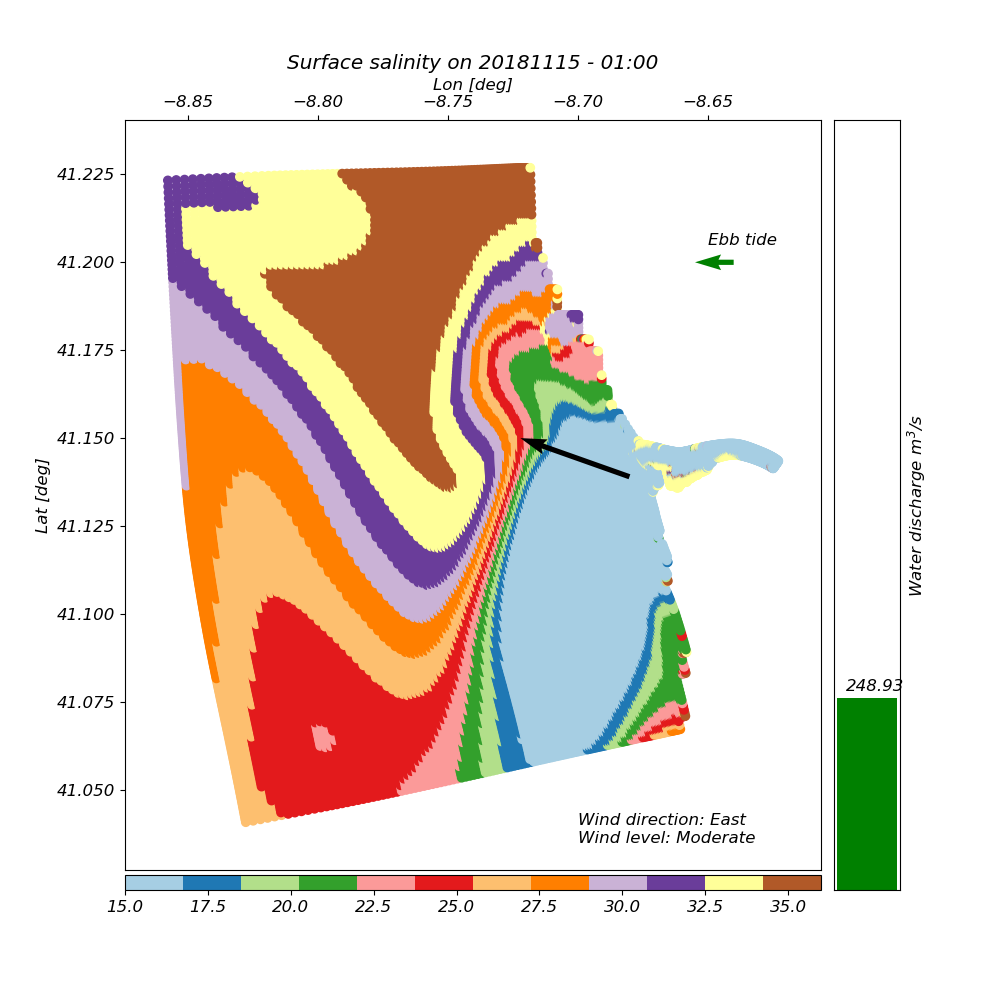 Surface salinity on 20181115 - 01:00
Lon [deg]
−8.85 −8.80 −8.75 −8.70 −8.65
41.225
41.200
41.175
41.150
41.125
41.100
41.075
41.050
Lat [deg]
Ebb tide
Wind direction: East
Wind level: Moderate
15.0 17.5 20.0 22.5 25.0 27.5 30.0 32.5 35.0
248.93
Water discharge m³/s